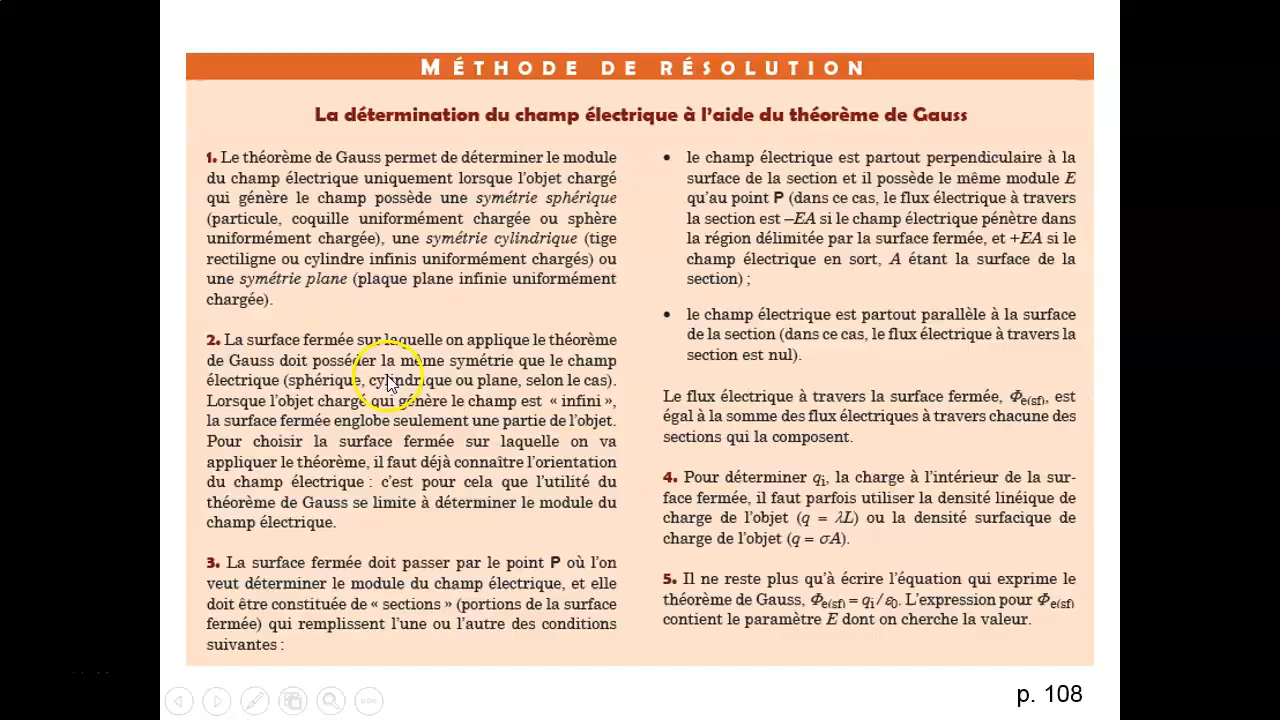 MÉTHODE DE RÉSOLUTION
La détermination du champ électrique à l'aide du théorème de Gauss
1. Le théorème de Gauss permet de déterminer le module
du champ électrique uniquement lorsque l'objet chargé
qui génère le champ possède une symétrie sphérique
(particule, coquille uniformément chargée ou sphère
uniformément chargée), une symétrie cylindrique (tige
rectiligne ou cylindre infinis uniformément chargés) ou
une symétrie plane (plaque plane infinie uniformément
chargée).
2. La surface fermée sur laquelle on applique le théorème
de Gauss doit posséder la même symétrie que le champ
électrique (sphérique, cylindrique ou plane, selon le cas).
Lorsque l'objet chargé qui génère le champ est « infini »,
la surface fermée englobe seulement une partie de l'objet.
Pour choisir la surface fermée sur laquelle on va
appliquer le théorème, il faut déjà connaître l'orientation
du champ électrique : c'est pour cela que l'utilité du
théorème de Gauss se limite à déterminer le module du
champ électrique.
3. La surface fermée doit passer par le point P où l'on
veut déterminer le module du champ électrique, et elle
doit être constituée de « sections » (portions de la surface
fermée) qui remplissent l'une ou l'autre des conditions
suivantes :
• le champ électrique est partout perpendiculaire à la
surface de la section et il possède le même module E
qu'au point P (dans ce cas, le flux électrique à travers
la section est –EA si le champ électrique pénètre dans
la région délimitée par la surface fermée, et +EA si le
champ électrique en sort, A étant la surface de la
section) ;
• le champ électrique est partout parallèle à la surface
de la section (dans ce cas, le flux électrique à travers la
section est nul).
Le flux électrique à travers la surface fermée, Φe(sf), est
égal à la somme des flux électriques à travers chacune des
sections qui la composent.
4. Pour déterminer qi, la charge à l'intérieur de la sur-
face fermée, il faut parfois utiliser la densité linéique de
charge de l'objet (q = λL) ou la densité surfacique de
charge de l'objet (q = σA).
5. Il ne reste plus qu'à écrire l'équation qui exprime le
théorème de Gauss, Φe(sf) = qi/ε0. L'expression pour Φe(sf)
contient le paramètre E dont on cherche la valeur.
p. 108